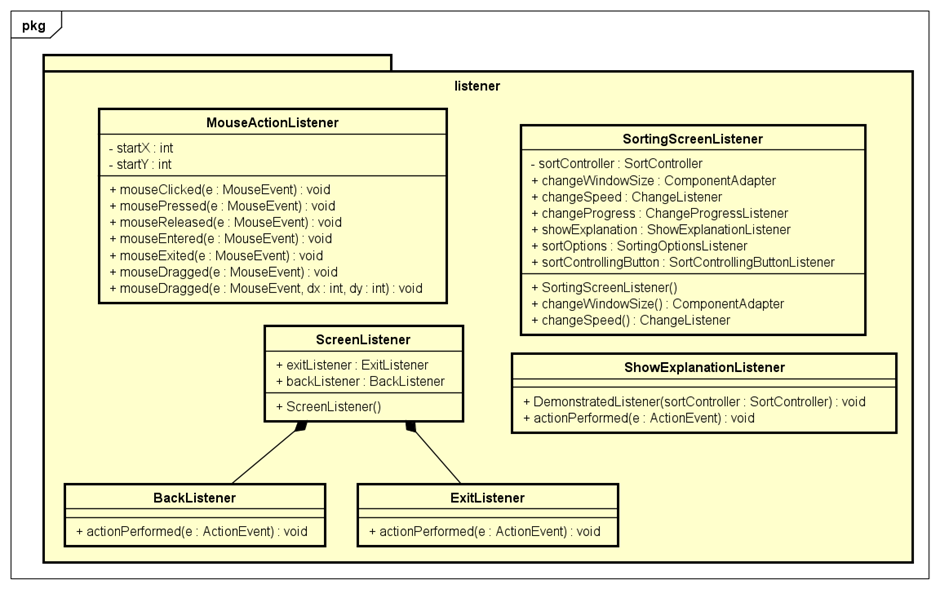 pkg
listener
MouseActionListener
- startX : int
- startY : int
+ mouseClicked(e : MouseEvent) : void
+ mousePressed(e : MouseEvent) : void
+ mouseReleased(e : MouseEvent) : void
+ mouseEntered(e : MouseEvent) : void
+ mouseExited(e : MouseEvent) : void
+ mouseDragged(e : MouseEvent) : void
+ mouseDragged(e : MouseEvent, dx : int, dy : int) : void
SortingScreenListener
- sortController : SortController
+ changeWindowSize : ComponentAdapter
+ changeSpeed : ChangeListener
+ changeProgress : ChangeProgressListener
+ showExplanation : ShowExplanationListener
+ sortOptions : SortingOptionsListener
+ sortControllingButton : SortControllingButtonListener
+ SortingScreenListener()
+ changeWindowSize() : ComponentAdapter
+ changeSpeed() : ChangeListener
ScreenListener
+ exitListener : ExitListener
+ backListener : BackListener
+ ScreenListener()
ShowExplanationListener
+ DemonstratedListener(sortController : SortController) : void
+ actionPerformed(e : ActionEvent) : void
BackListener
+ actionPerformed(e : ActionEvent) : void
ExitListener
+ actionPerformed(e : ActionEvent) : void